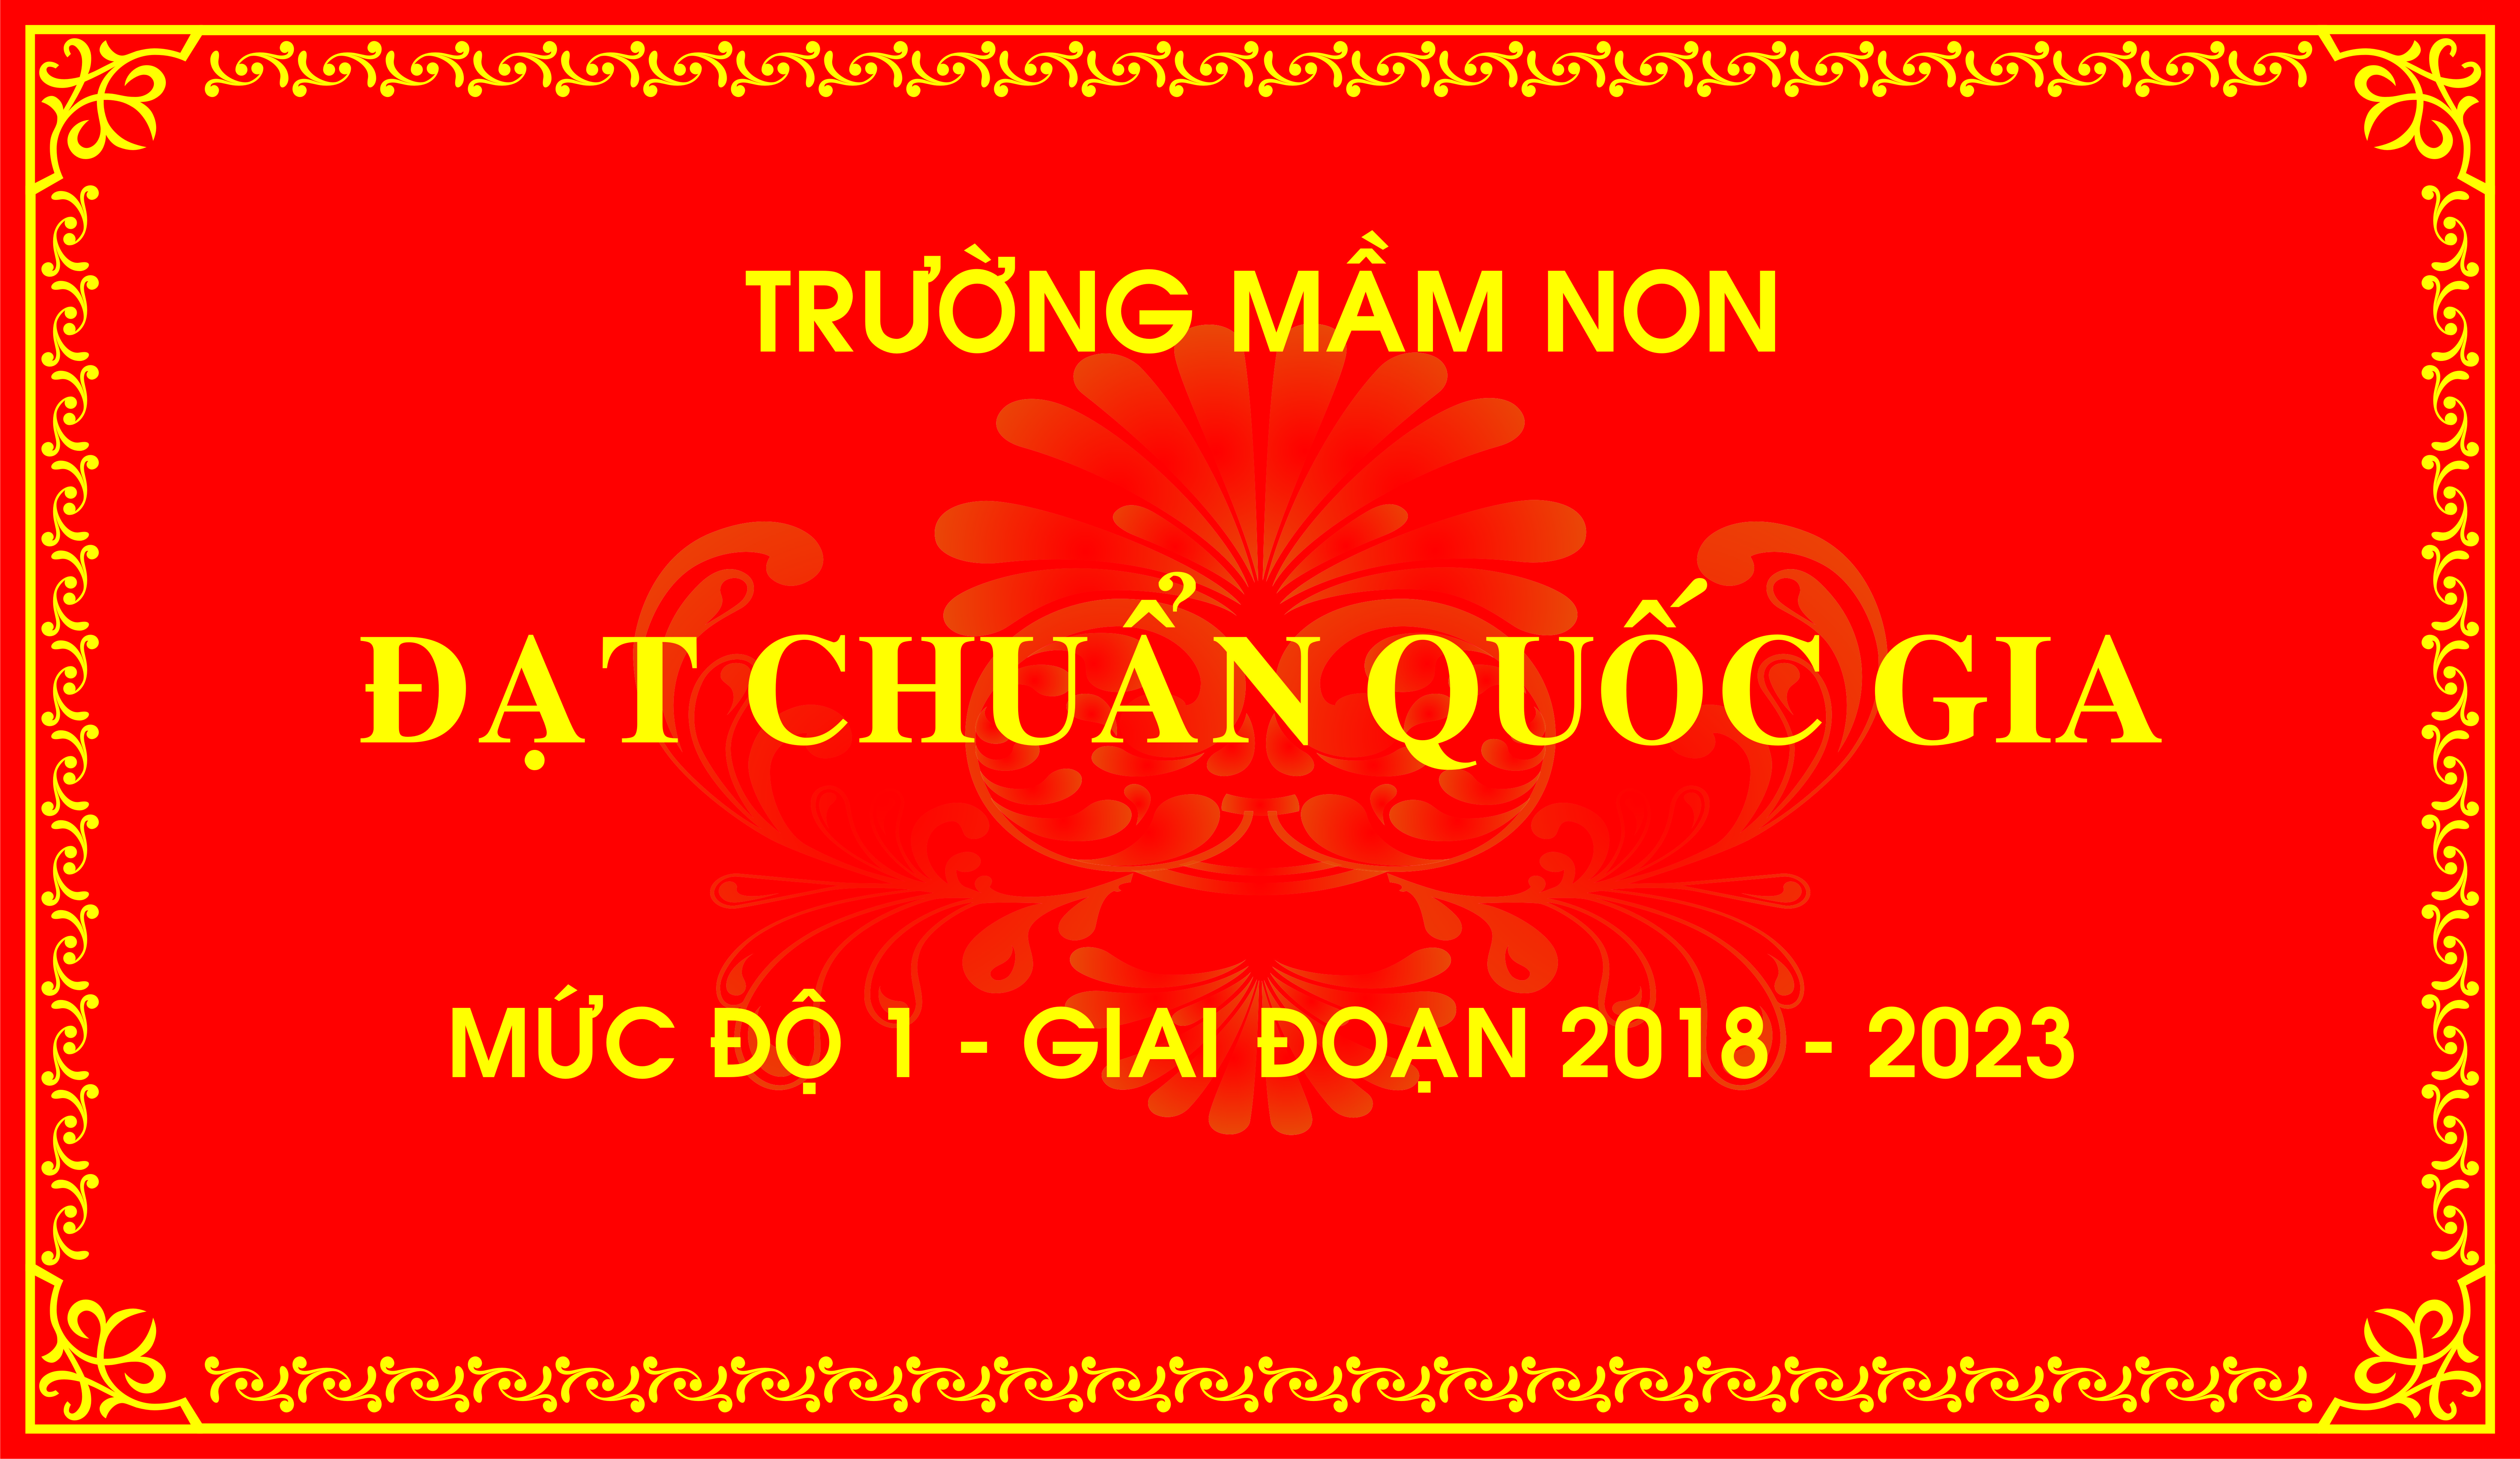 TRƯỜNG MẦM NON
ĐẠT CHUẨN QUỐC GIA
MỨC ĐỘ 1 - GIAI ĐOẠN 2018 - 2023